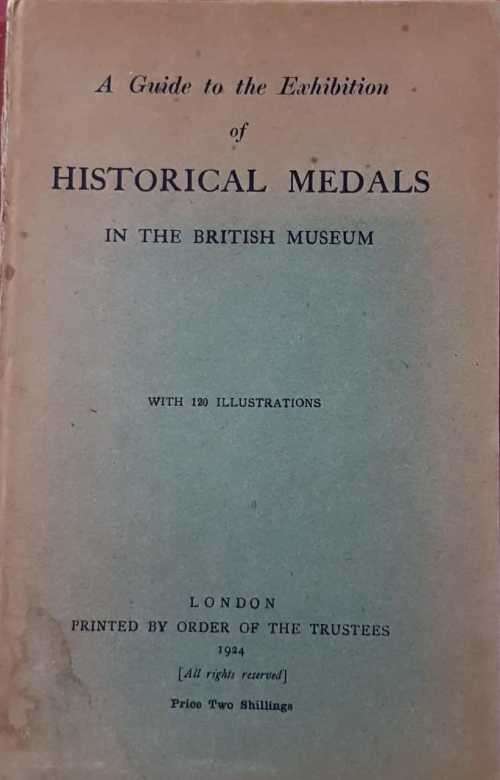 A Guide to the Exhibition
of
HISTORICAL MEDALS
IN THE BRITISH MUSEUM
WITH 120 ILLUSTRATIONS
LONDON
PRINTED BY ORDER OF THE TRUSTEES
1924
[All rights reserved]
Price Two Shillings